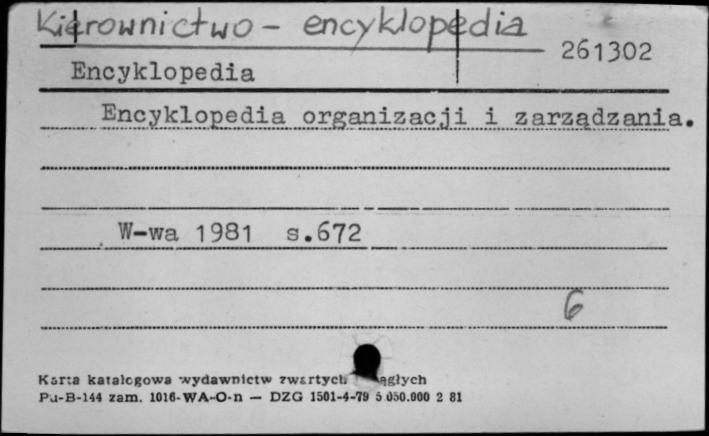 Kierownictwo – encyklopedia
261302
Encyklopedia
Encyklopedia organizacji i zarządzania.
W-wa 1981 s.672
6
Karta katalogowa wydawnictw zwartych ągłych
Pu-B-144 zam. 1016-WA-O-n — DZG 1501-4-79 5 050.000 2 81